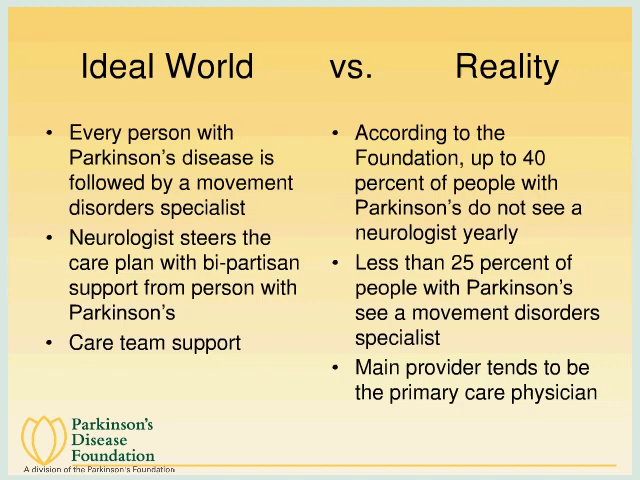 Ideal World vs. Reality
• Every person with
Parkinson's disease is
followed by a movement
disorders specialist
• Neurologist steers the
care plan with bi-partisan
support from person with
Parkinson's
• Care team support
• According to the
Foundation, up to 40
percent of people with
Parkinson's do not see a
neurologist yearly
• Less than 25 percent of
people with Parkinson's
see a movement disorders
specialist
• Main provider tends to be
the primary care physician
Parkinson's
Disease
Foundation
A division of the Parkinson's Foundation